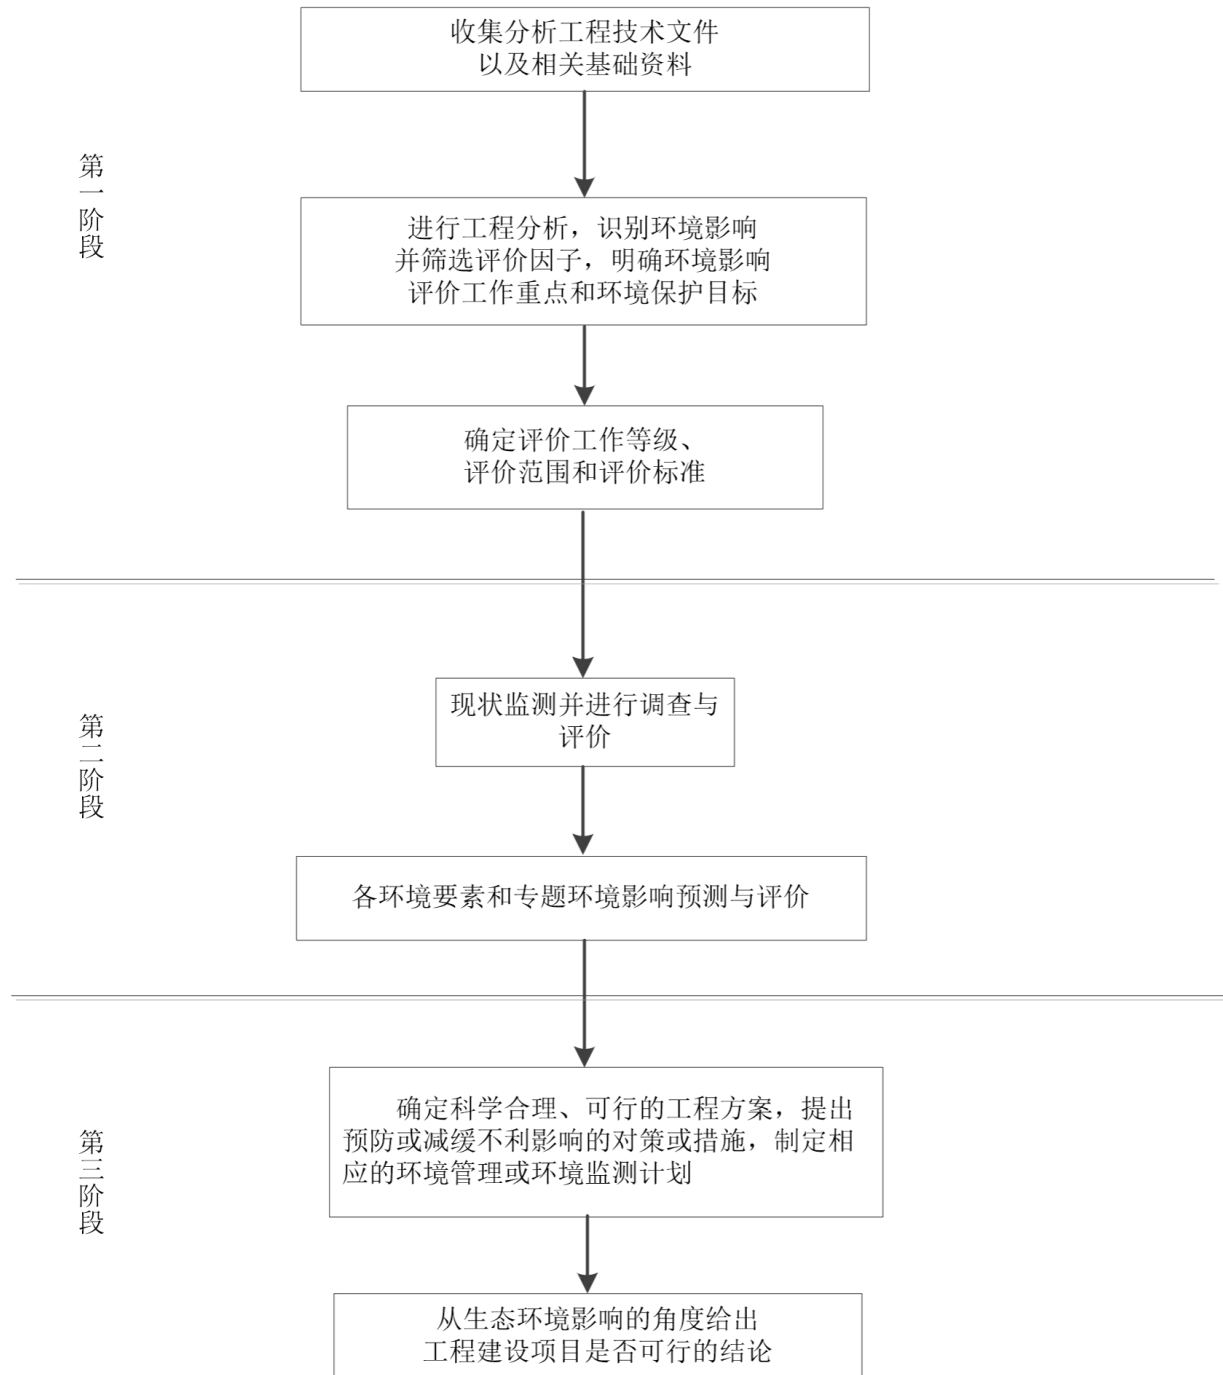 收集分析工程技术文件
以及相关基础资料
第一阶段
进行工程分析，识别环境影响
并筛选评价因子，明确环境影响
评价工作重点和环境保护目标
确定评价工作等级、
评价范围和评价标准
第二阶段
现状监测并进行调查与
评价
各环境要素和专题环境影响预测与评价
第三阶段
确定科学合理、可行的工程方案，提出
预防或减缓不利影响的对策或措施，制定相
应的环境管理或环境监测计划
从生态环境影响的角度给出
工程建设项目是否可行的结论